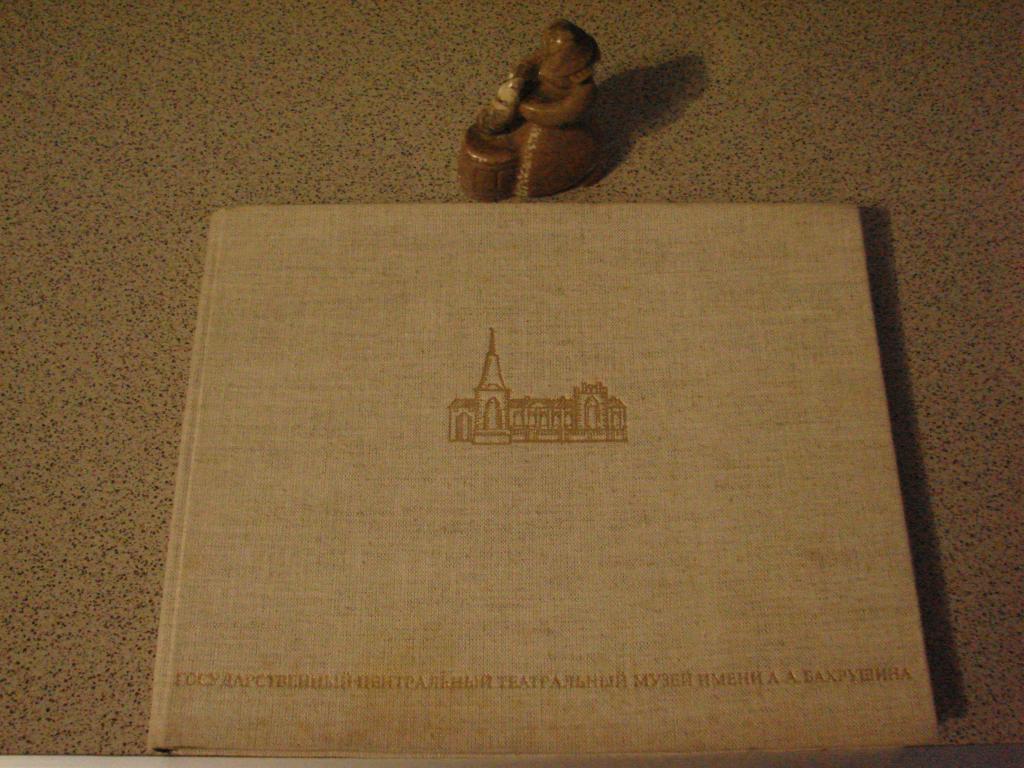 ГОСУДАРСТВЕННЫЙ ЦЕНТРАЛЬНЫЙ ТЕАТРАЛЬНЫЙ МУЗЕЙ ИМЕНИ А. А. БАХРУШИНА